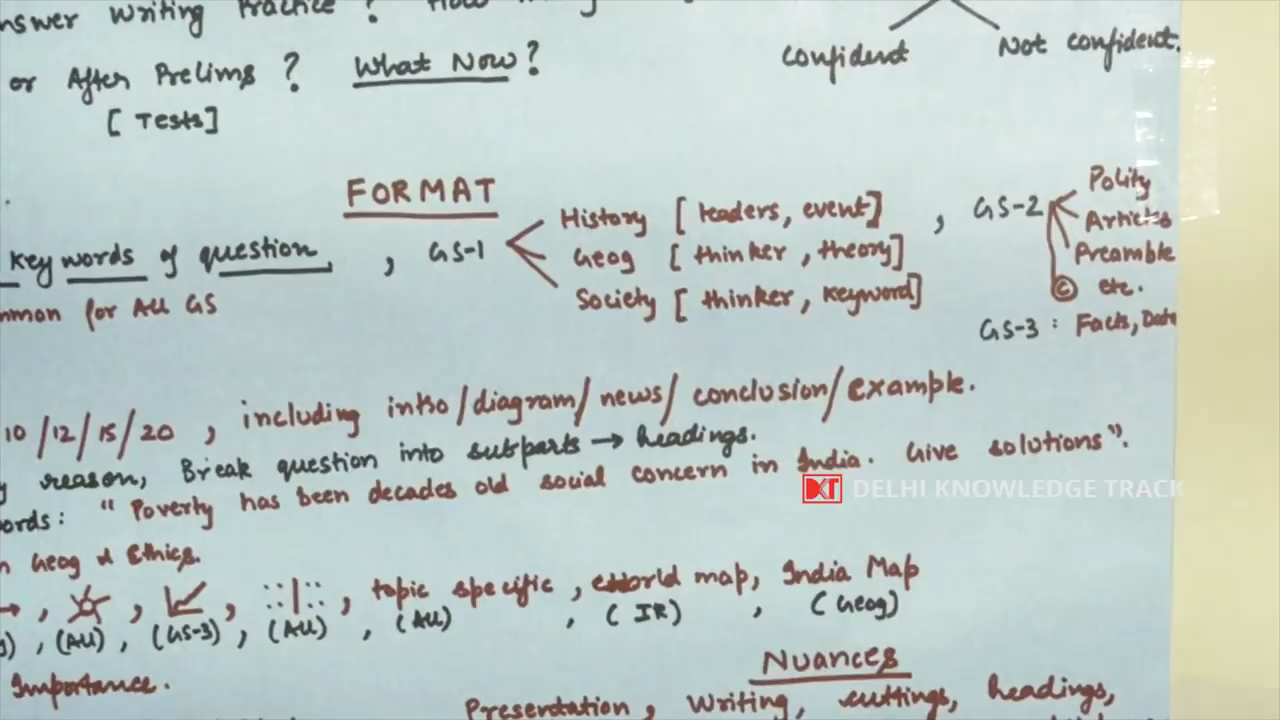 Answer Writing Practice ?
Confident Not confident.
or After Prelims ? What Now ?
[ Tests]
FORMAT
Key words of question , GS-1
History [ leaders, event]
Geog [ thinker , theory]
Society [ thinker, keyword]
, GS-2
Polity
Articles
Preamble
© etc.
GS-3 : Facts, Data
common for All GS
10 /12 /15 /20 , including intro /diagram/ news/ conclusion/ example.
reason, Break question into subparts → headings.
words: " Poverty has been decades old social concern in India. Give solutions".
DKT DELHI KNOWLEDGE TRACK
Geog & Ethics.
→ , , , , topic specific , world map, India Map
, (All) , (GS-3) , (All) , (All) , ( IR ) , ( Geog)
Importance.
Nuances
Presentation , Writing , cuttings, headings,